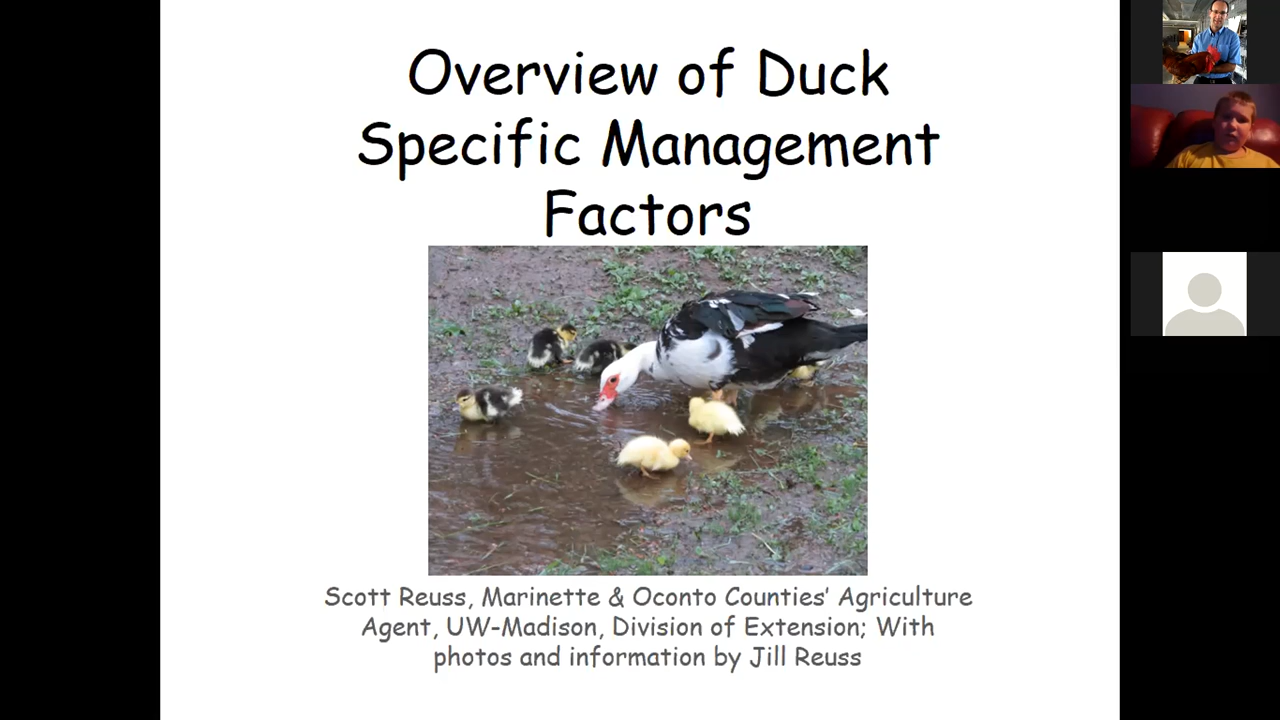 Overview of Duck
Specific Management
Factors
Scott Reuss, Marinette & Oconto Counties’ Agriculture
Agent, UW-Madison, Division of Extension; With
photos and information by Jill Reuss